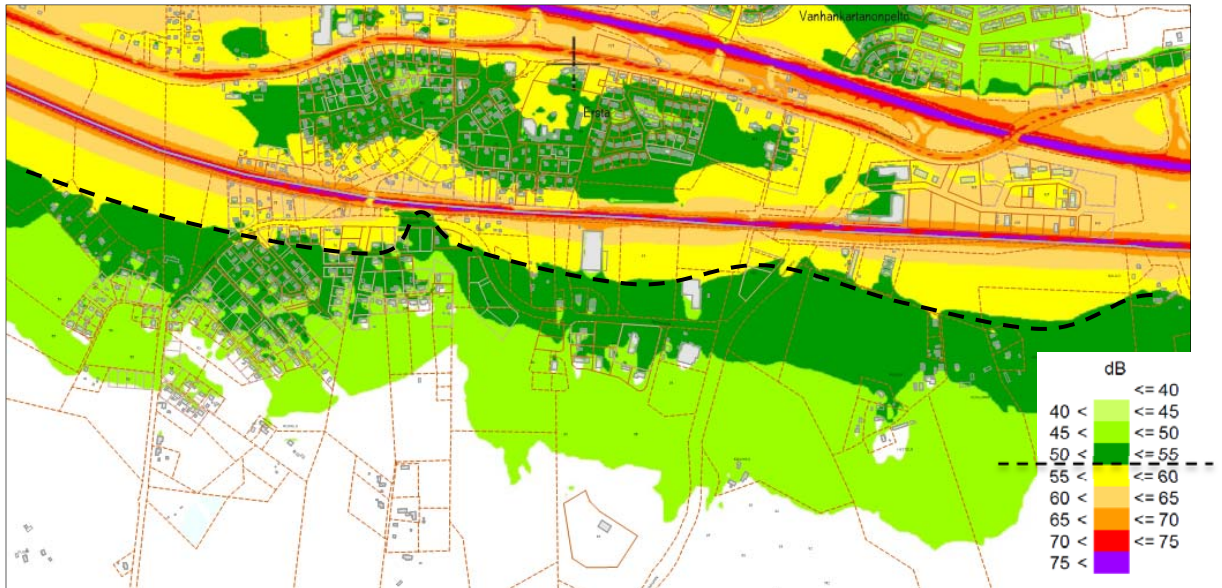 Vanhankartanonpelto
Ersta
dB
<= 40
40 < <= 45
45 < <= 50
50 < <= 55
55 < <= 60
60 < <= 65
65 < <= 70
70 < <= 75
75 <